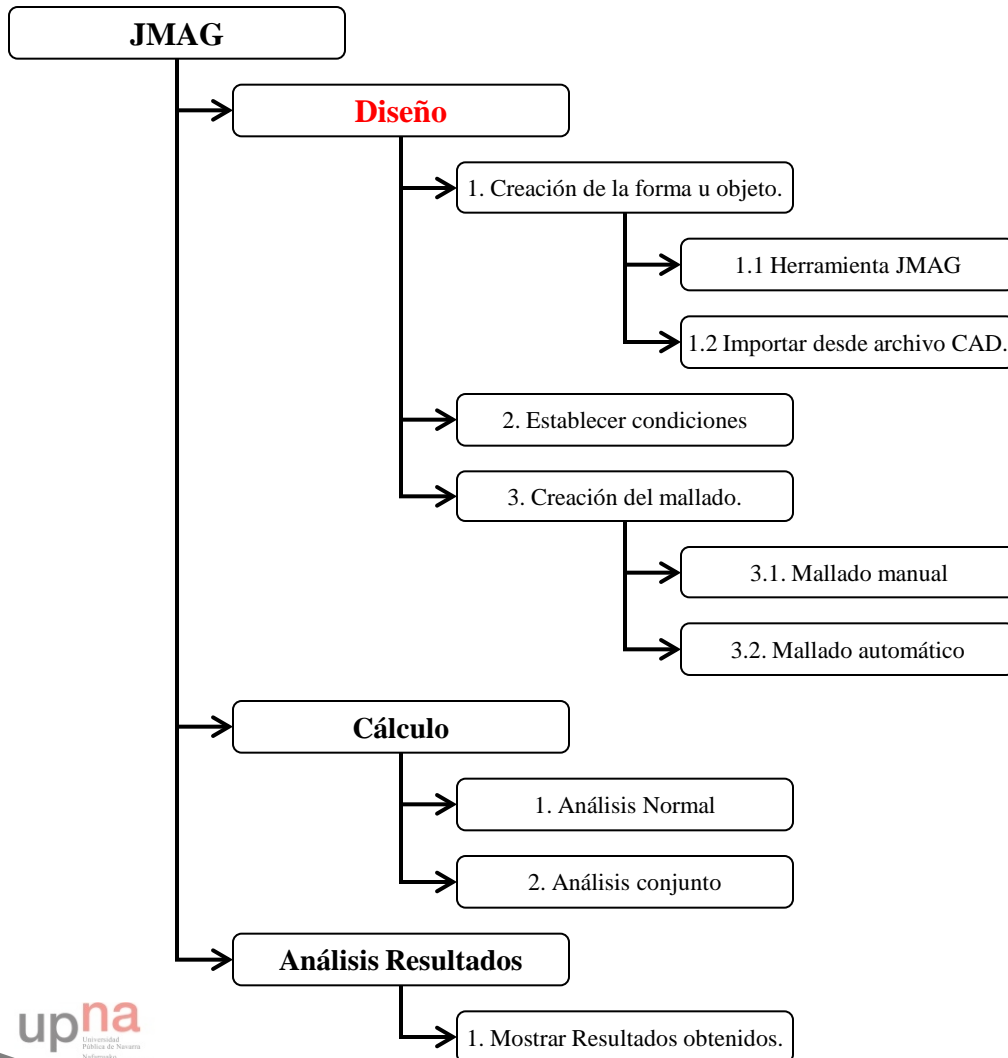 JMAG
Diseño
1. Creación de la forma u objeto.
1.1 Herramienta JMAG
1.2 Importar desde archivo CAD.
2. Establecer condiciones
3. Creación del mallado.
3.1. Mallado manual
3.2. Mallado automático
Cálculo
1. Análisis Normal
2. Análisis conjunto
Análisis Resultados
1. Mostrar Resultados obtenidos.
upna
Universidad
Pública de Navarra